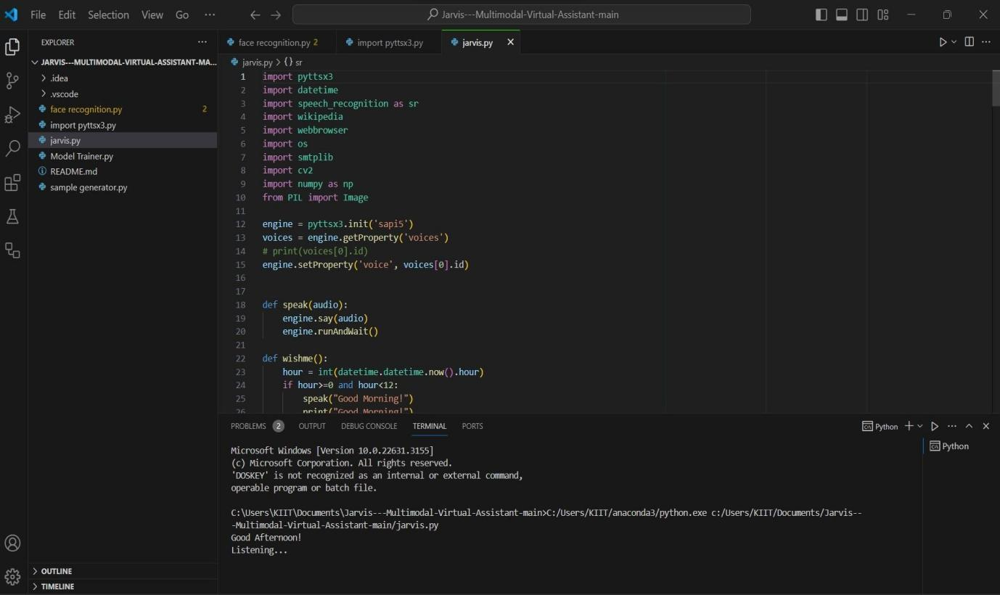 File Edit Selection View Go ...
Jarvis---Multimodal-Virtual-Assistant-main
EXPLORER
JARVIS---MULTIMODAL-VIRTUAL-ASSISTANT-MA...
.idea
.vscode
face recognition.py 2
import pyttsx3.py
jarvis.py
Model Trainer.py
README.md
sample generator.py
OUTLINE
TIMELINE
face recognition.py 2 import pyttsx3.py jarvis.py
jarvis.py > {} sr
1 import pyttsx3
2 import datetime
3 import speech_recognition as sr
4 import wikipedia
5 import webbrowser
6 import os
7 import smtplib
8 import cv2
9 import numpy as np
10 from PIL import Image
11
12 engine = pyttsx3.init('sapi5')
13 voices = engine.getProperty('voices')
14 # print(voices[0].id)
15 engine.setProperty('voice', voices[0].id)
16
17
18 def speak(audio):
19 engine.say(audio)
20 engine.runAndWait()
21
22 def wishme():
23 hour = int(datetime.datetime.now().hour)
24 if hour>=0 and hour<12:
25 speak("Good Morning!")
26 print("Good Morning!")
PROBLEMS 2 OUTPUT DEBUG CONSOLE TERMINAL PORTS
Python
Python
Microsoft Windows [Version 10.0.22631.3155]
(c) Microsoft Corporation. All rights reserved.
'DOSKEY' is not recognized as an internal or external command,
operable program or batch file.
C:\Users\KIIT\Documents\Jarvis---Multimodal-Virtual-Assistant-main>C:/Users/KIIT/anaconda3/python.exe c:/Users/KIIT/Documents/Jarvis--
-Multimodal-Virtual-Assistant-main/jarvis.py
Good Afternoon!
Listening...